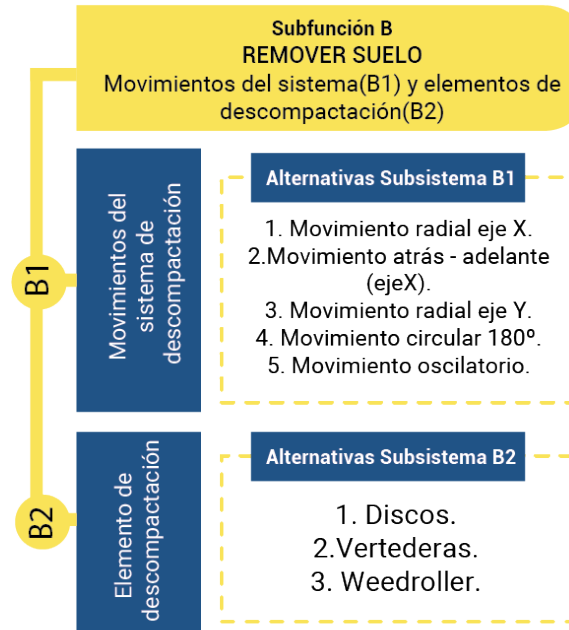 Subfunción B
REMOVER SUELO
Movimientos del sistema(B1) y elementos de
descompactación(B2)
B1
Movimientos del
sistema de
descompactación
Alternativas Subsistema B1
1. Movimiento radial eje X.
2.Movimiento atrás - adelante
(ejeX).
3. Movimiento radial eje Y.
4. Movimiento circular 180º.
5. Movimiento oscilatorio.
B2
Elemento de
descompactación
Alternativas Subsistema B2
1. Discos.
2.Vertederas.
3. Weedroller.